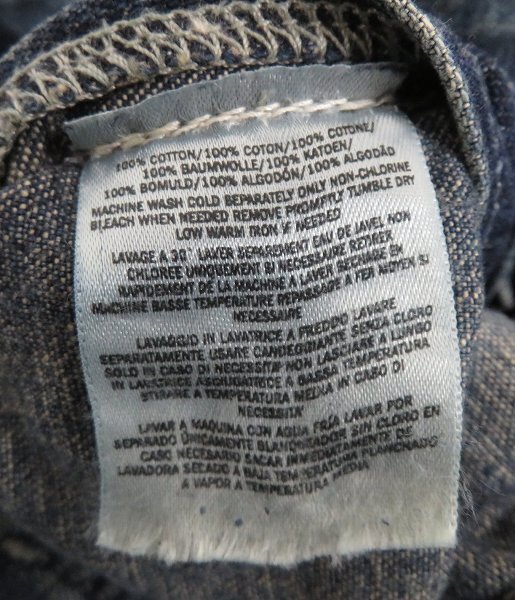 100% COTTON/100% COTON/100% COTONE/
100% BAUMWOLLE/100% KATOEN/
100% BOMULD/100% ALGODÓN/100% ALGODÃO
MACHINE WASH COLD SEPARATELY ONLY NON-CHLORINE
BLEACH WHEN NEEDED REMOVE PROMPTLY TUMBLE DRY
LOW WARM IRON IF NEEDED
LAVAGE A 30° LAVER SEPAREMENT EAU DE JAVEL NON
CHLOREE UNIQUEMENT SI NECESSAIRE RETIRER
RAPIDEMENT DE LA MACHINE A LAVER RECHAGE EN
MACHINE BASSE TEMPERATURE REPASSAGE A FER MOYEN SI
NECESSAIRE
LAVAGGIO IN LAVATRICE A FREDDO LAVARE
SEPARATAMENTE USARE CANDEGGIANTE SENZA CLORO
SOLO IN CASO DI NECESSITA' NON LASCIARE A LUNGO
IN LAVATRICE ASCIUGATRICE A BASSA TEMPERATURA
STIRARE A TEMPERATURA MEDIA IN CASO DI
NECESSITA'
LAVAR A MAQUINA CON AGUA FRÍA LAVAR POR
SEPARADO ÚNICAMENTE BLANQUEADOR SIN CLORO EN
CASO NECESARIO SACAR IMMEDIATAMENTE DE
LAVADORA SECADO A BAJA TEMPERATURA PLANCHADO
A VAPOR A TEMPERATURA MEDIA